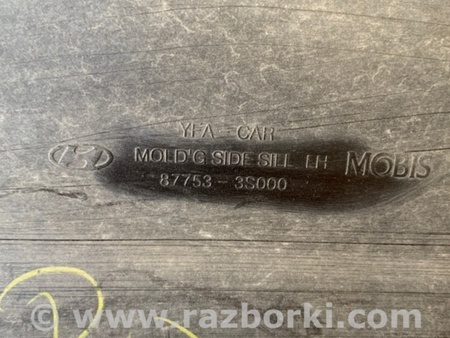 YFA - CAR
MOLD'G SIDE SILL LH MOBIS
87753-3S000
© www.razborki.com